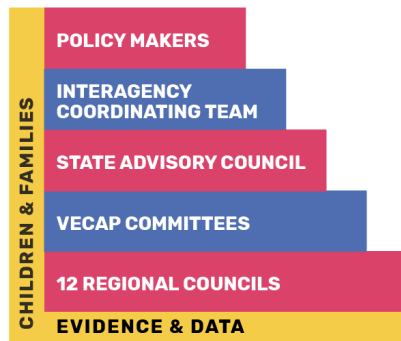 POLICY MAKERS
INTERAGENCY
COORDINATING TEAM
STATE ADVISORY COUNCIL
VECAP COMMITTEES
12 REGIONAL COUNCILS
EVIDENCE & DATA
CHILDREN & FAMILIES